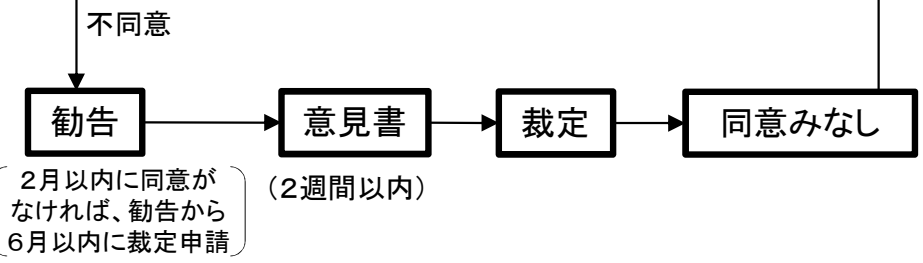 不同意
勧告
意見書
裁定
同意みなし
2月以内に同意が
なければ、勧告から
6月以内に裁定申請
(2週間以内)